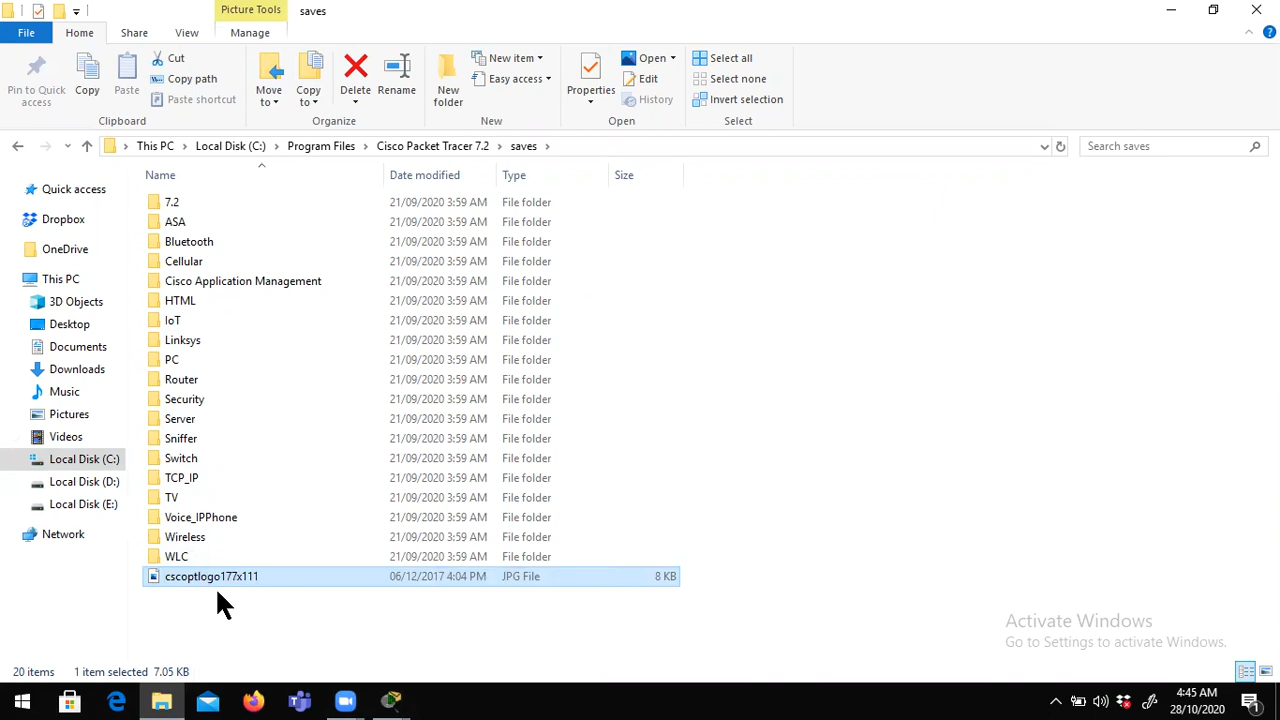 Picture Tools
saves
File
Home
Share
View
Manage
Pin to Quick access
Copy
Paste
Cut
Copy path
Paste shortcut
Clipboard
Move to
Copy to
Delete
Rename
Organize
New folder
New item
Easy access
New
Properties
Open
Edit
History
Open
Select all
Select none
Invert selection
Select
This PC
Local Disk (C:)
Program Files
Cisco Packet Tracer 7.2
saves
Search saves
Name
Date modified
Type
Size
Quick access
Dropbox
OneDrive
This PC
3D Objects
Desktop
Documents
Downloads
Music
Pictures
Videos
Local Disk (C:)
Local Disk (D:)
Local Disk (E:)
Network
7.2 21/09/2020 3:59 AM File folder
ASA 21/09/2020 3:59 AM File folder
Bluetooth 21/09/2020 3:59 AM File folder
Cellular 21/09/2020 3:59 AM File folder
Cisco Application Management 21/09/2020 3:59 AM File folder
HTML 21/09/2020 3:59 AM File folder
IoT 21/09/2020 3:59 AM File folder
Linksys 21/09/2020 3:59 AM File folder
PC 21/09/2020 3:59 AM File folder
Router 21/09/2020 3:59 AM File folder
Security 21/09/2020 3:59 AM File folder
Server 21/09/2020 3:59 AM File folder
Sniffer 21/09/2020 3:59 AM File folder
Switch 21/09/2020 3:59 AM File folder
TCP_IP 21/09/2020 3:59 AM File folder
TV 21/09/2020 3:59 AM File folder
Voice_IPPhone 21/09/2020 3:59 AM File folder
Wireless 21/09/2020 3:59 AM File folder
WLC 21/09/2020 3:59 AM File folder
cscoptlogo177x111 06/12/2017 4:04 PM JPG File 8 KB
Activate Windows
Go to Settings to activate Windows.
20 items
1 item selected 7.05 KB
4:45 AM
28/10/2020
1